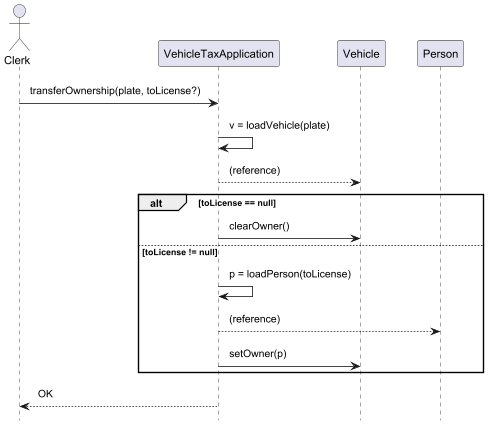 Clerk
VehicleTaxApplication
Vehicle
Person
transferOwnership(plate, toLicense?)
v = loadVehicle(plate)
(reference)
alt
[toLicense == null]
clearOwner()
[toLicense != null]
p = loadPerson(toLicense)
(reference)
setOwner(p)
OK